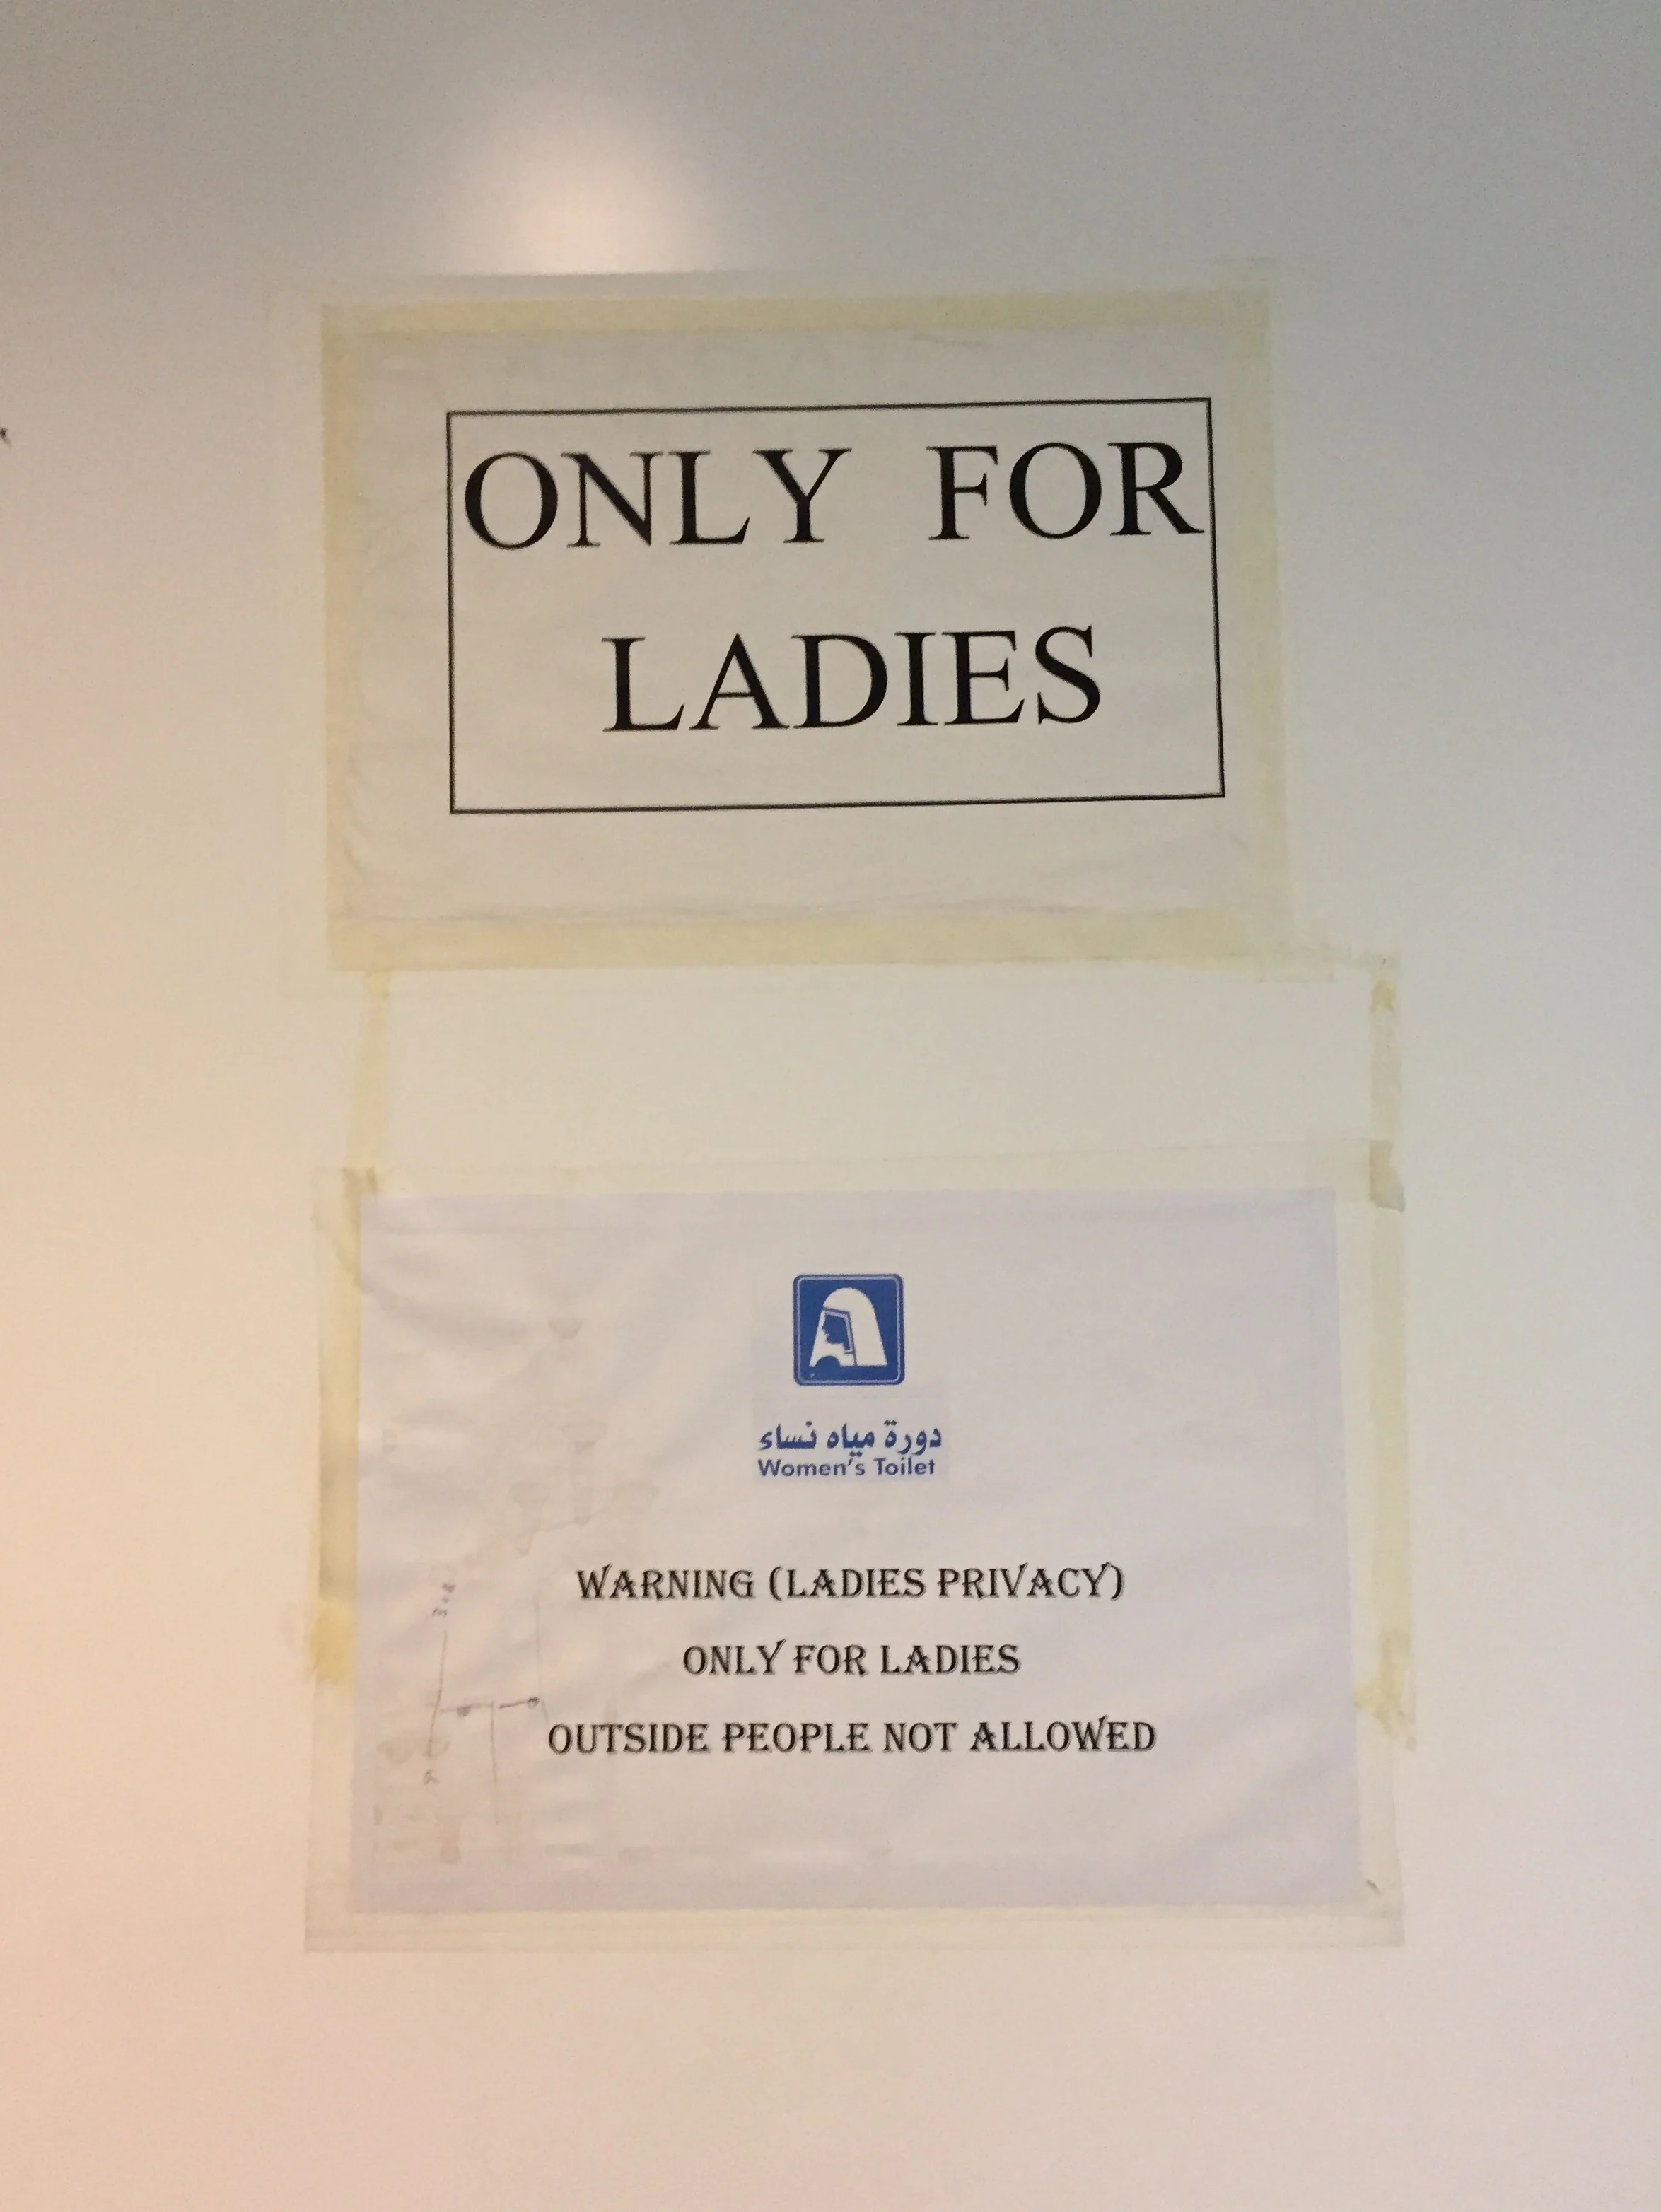 ONLY FOR
LADIES
دورة مياه نساء
Women's Toilet
WARNING (LADIES PRIVACY)
ONLY FOR LADIES
OUTSIDE PEOPLE NOT ALLOWED